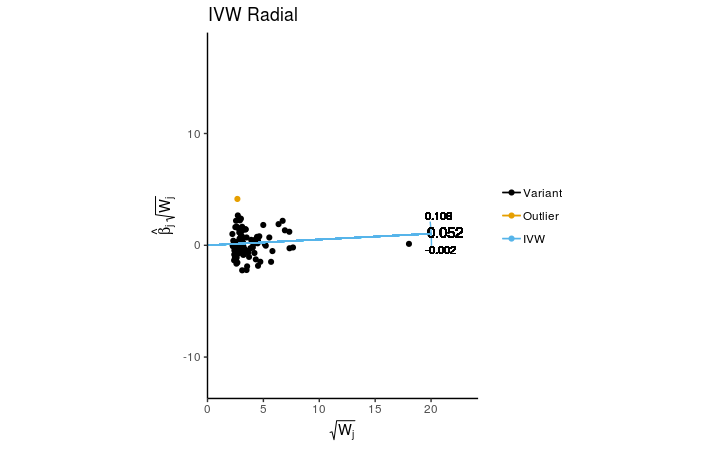 IVW Radial
10
0
-10
β̂j√Wj
0.108
0.052
-0.002
Variant
Outlier
IVW
0 5 10 15 20
√Wj